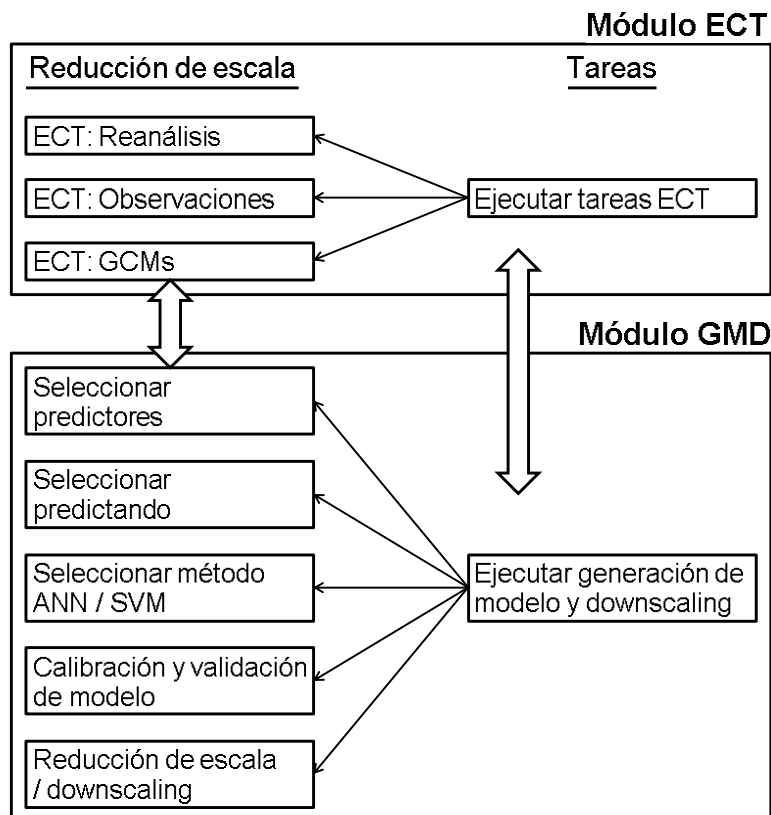 Módulo ECT
Reducción de escala
Tareas
ECT: Reanálisis
ECT: Observaciones
Ejecutar tareas ECT
ECT: GCMs
Módulo GMD
Seleccionar
predictores
Seleccionar
predictando
Seleccionar método
ANN / SVM
Ejecutar generación de
modelo y downscaling
Calibración y validación
de modelo
Reducción de escala
/ downscaling